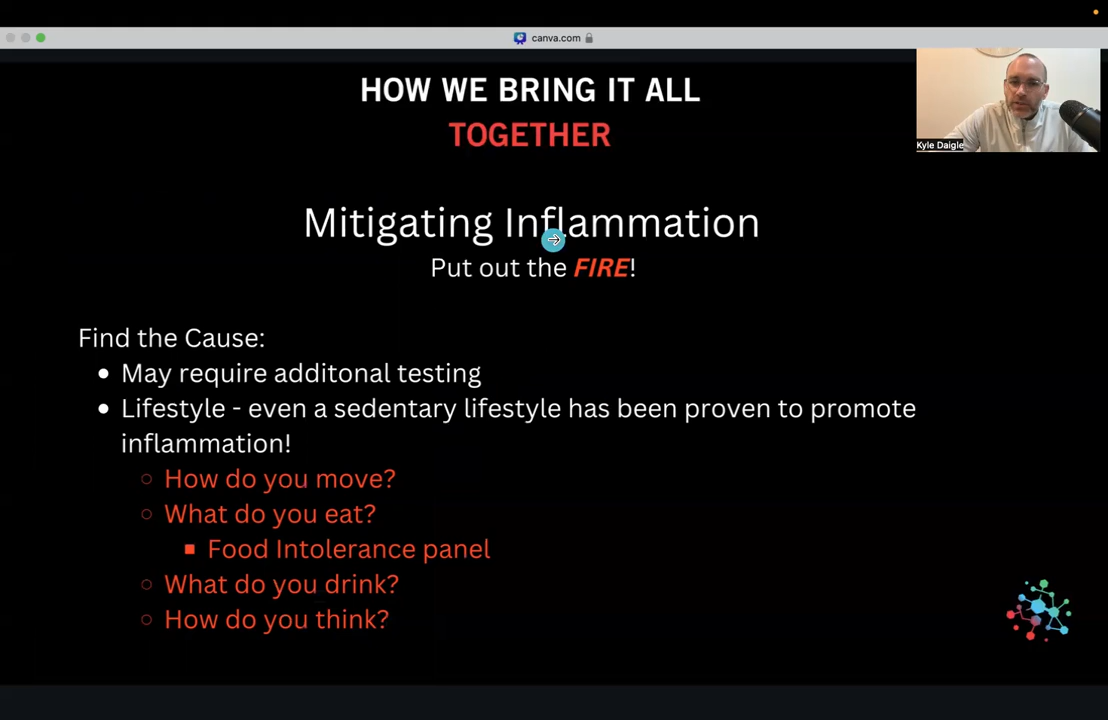 canva.com
HOW WE BRING IT ALL
TOGETHER
Kyle Daigle
Mitigating Inflammation
Put out the FIRE!
Find the Cause:
May require additonal testing
Lifestyle - even a sedentary lifestyle has been proven to promote
inflammation!
How do you move?
What do you eat?
Food Intolerance panel
What do you drink?
How do you think?